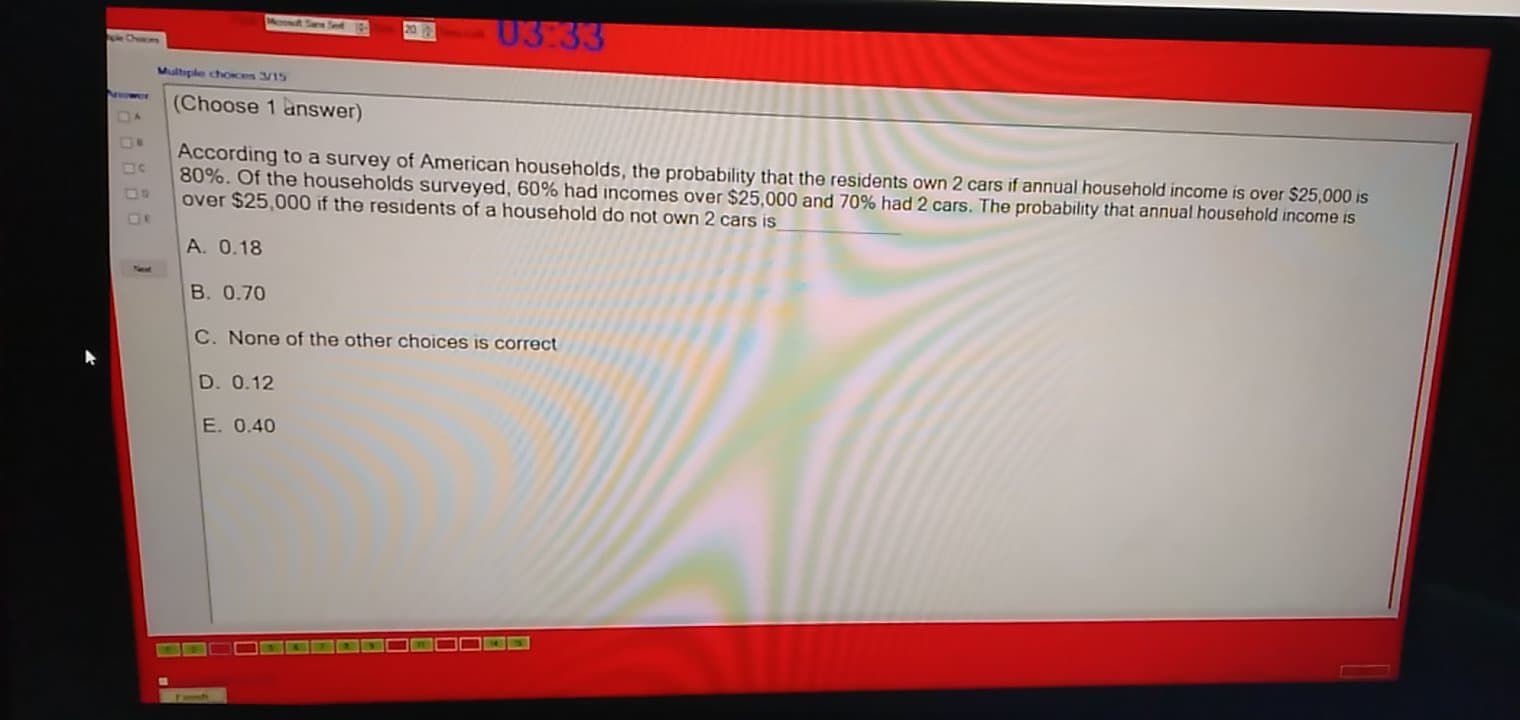 Microsoft Sans Serif 20 03:33
Multiple choices 3/15
Answer
(Choose 1 answer)
A
B
C
D
E
Next
According to a survey of American households, the probability that the residents own 2 cars if annual household income is over $25,000 is
80%. Of the households surveyed, 60% had incomes over $25,000 and 70% had 2 cars. The probability that annual household income is
over $25,000 if the residents of a household do not own 2 cars is
A. 0.18
B. 0.70
C. None of the other choices is correct
D. 0.12
E. 0.40
Finish